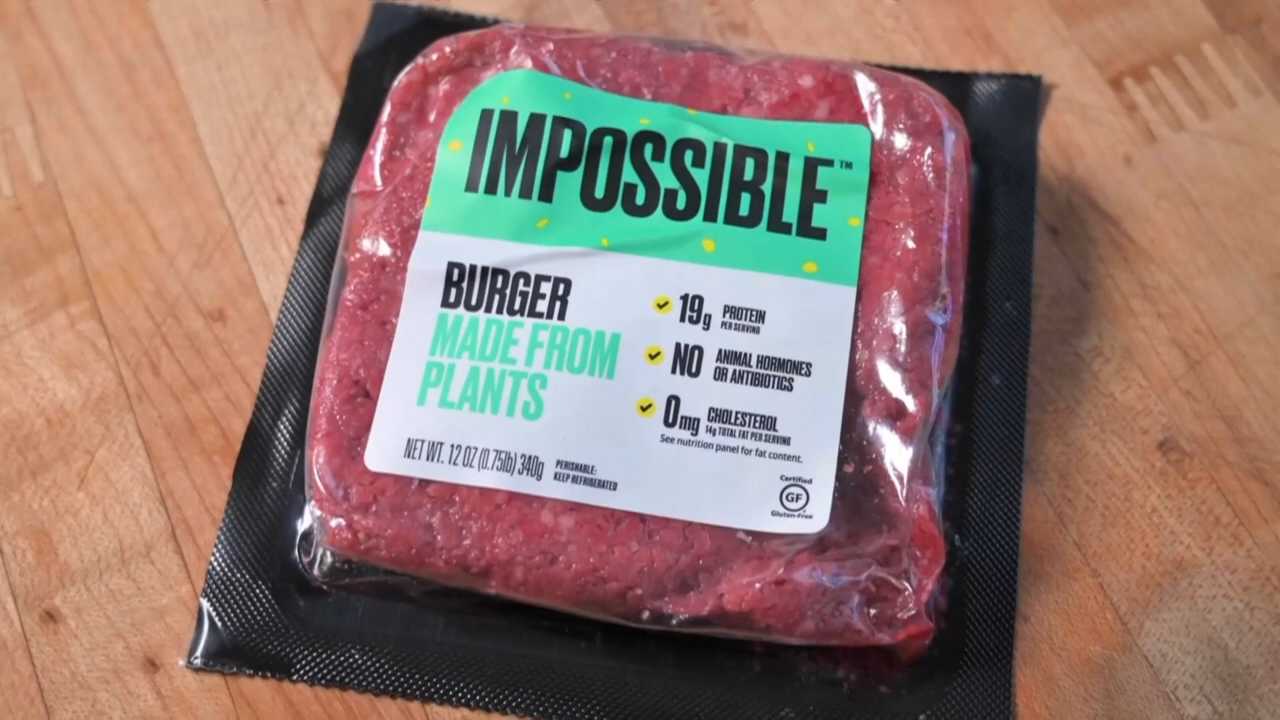 IMPOSSIBLE™
BURGER
MADE FROM
PLANTS
19g PROTEIN
PER SERVING
NO ANIMAL HORMONES
OR ANTIBIOTICS
0mg CHOLESTEROL
14g TOTAL FAT PER SERVING
See nutrition panel for fat content.
NET WT. 12 OZ (0.75lb) 340g
PERISHABLE:
KEEP REFRIGERATED
Certified
GF
Gluten-Free